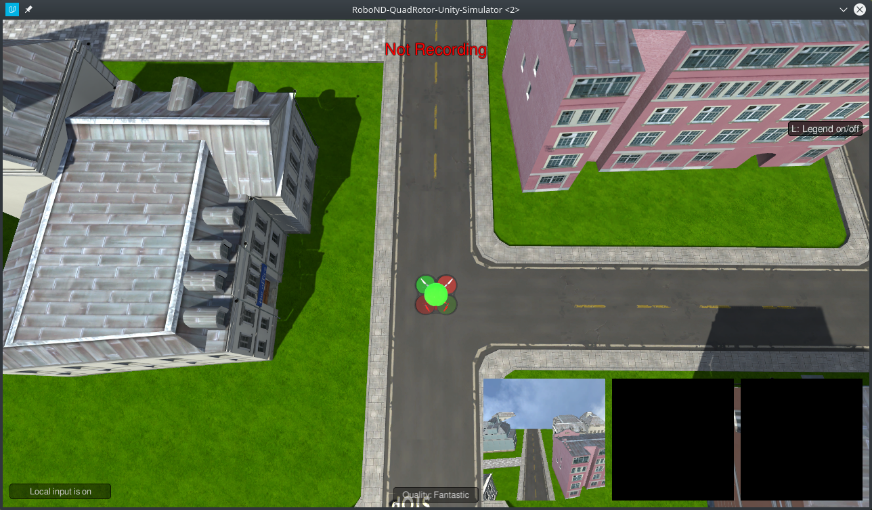 RoboND-QuadRotor-Unity-Simulator <2>
Not Recording
L: Legend on/off
Local input is on
Quality: Fantastic